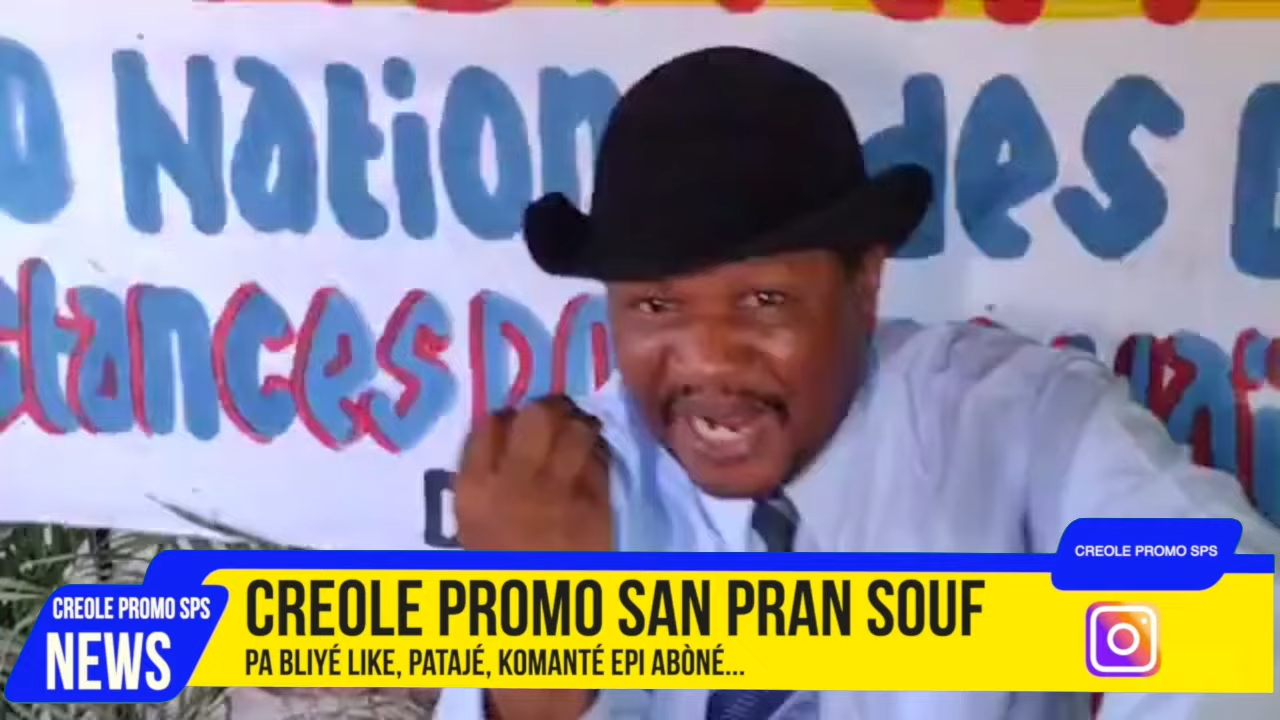 Nation des
stances
CREOLE PROMO SPS
CREOLE PROMO SPS
NEWS
CREOLE PROMO SAN PRAN SOUF
PA BLIYÉ LIKE, PATAJÉ, KOMANTÉ EPI ABÒNÉ...